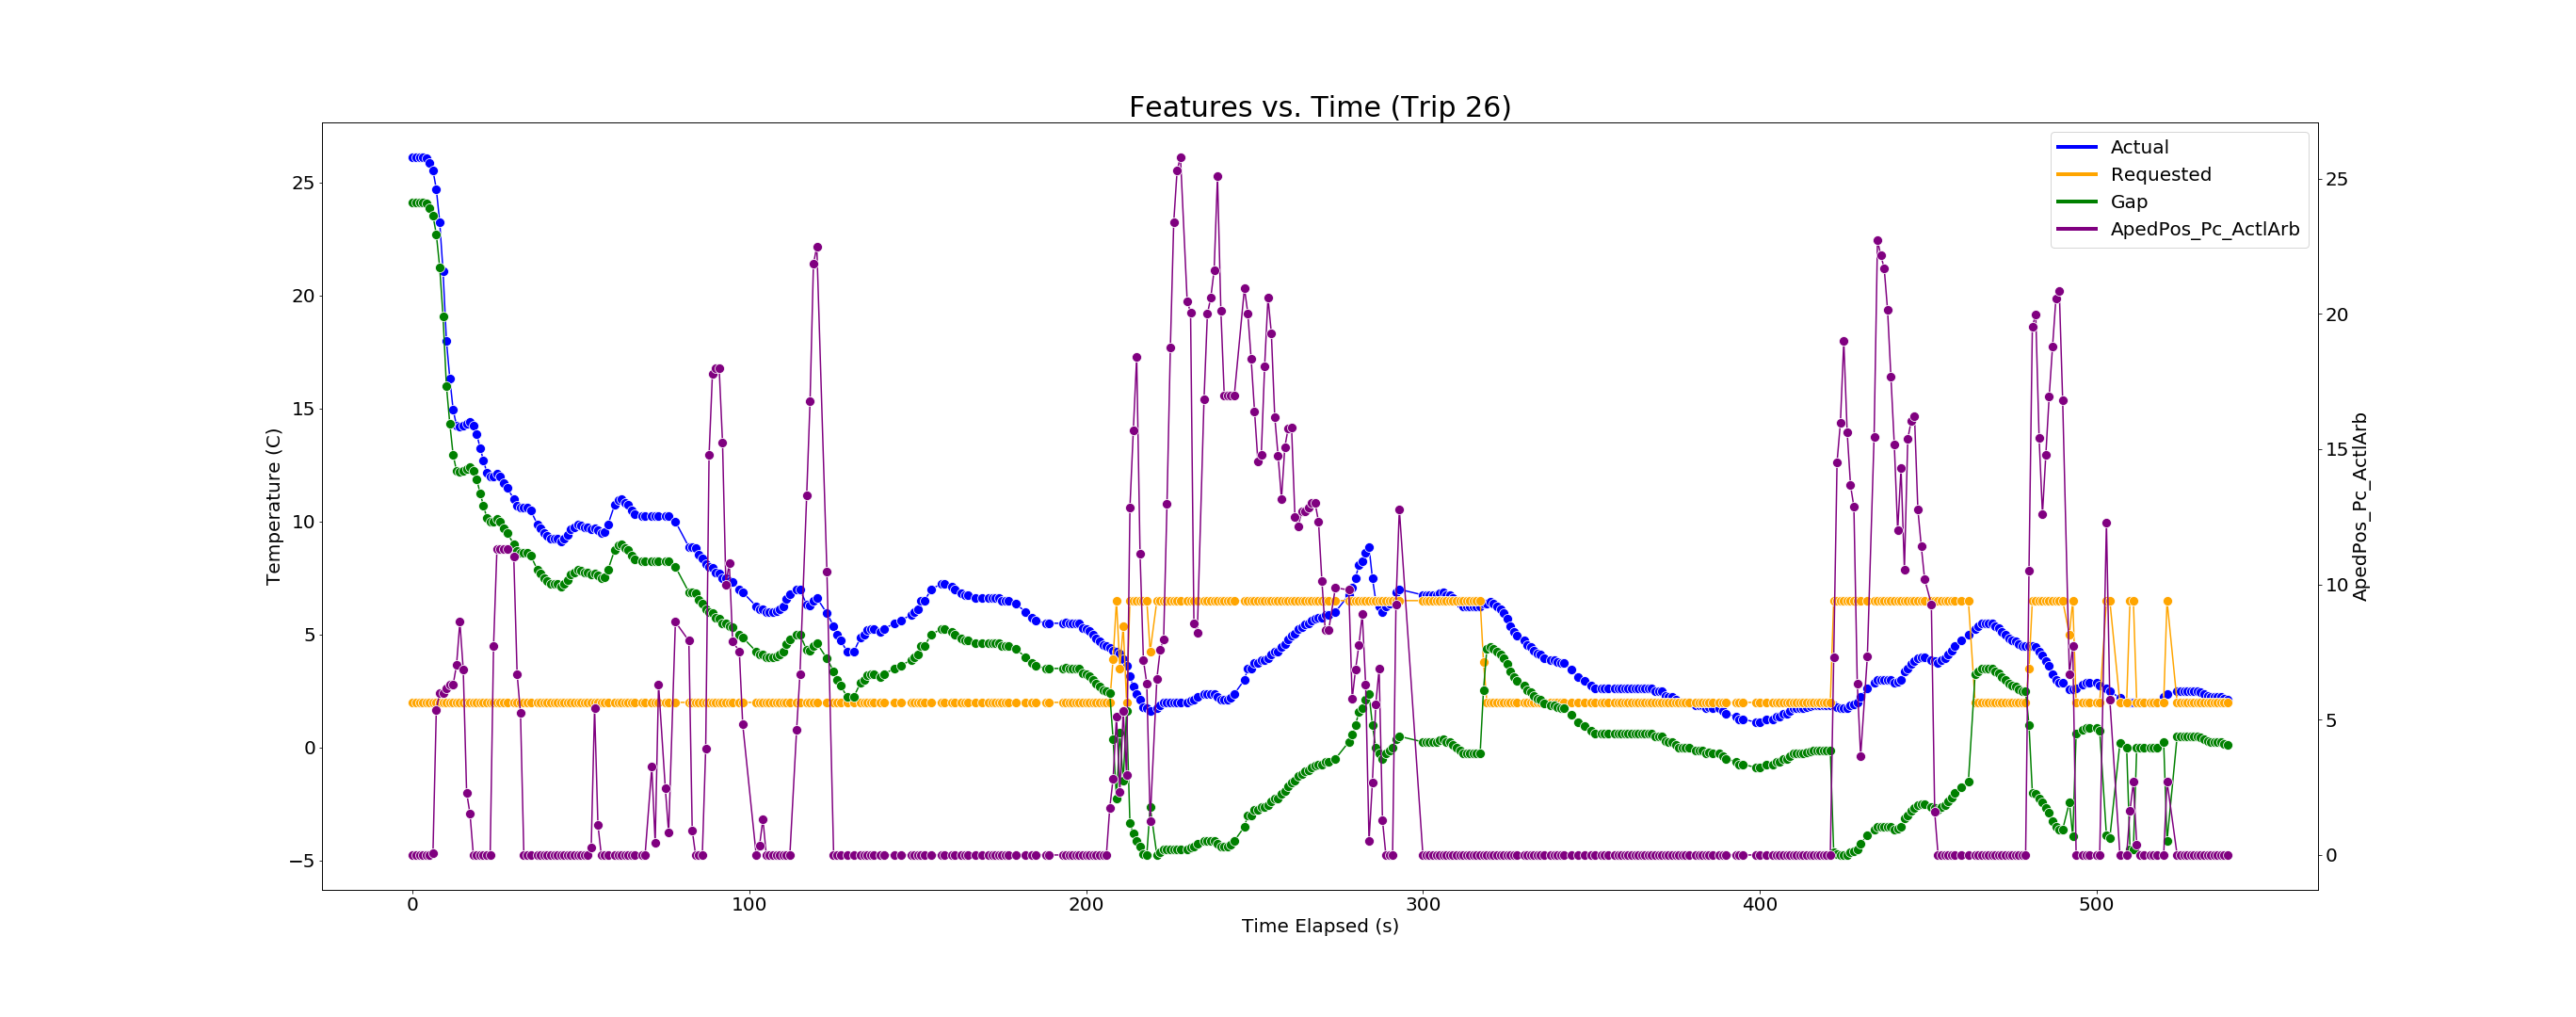 Features vs. Time (Trip 26)
Actual
Requested
Gap
ApedPos_Pc_ActlArb
Temperature (C)
25
20
15
10
5
0
−5
25
20
15
10
5
0
ApedPos_Pc_ActlArb
0 100 200 300 400 500
Time Elapsed (s)